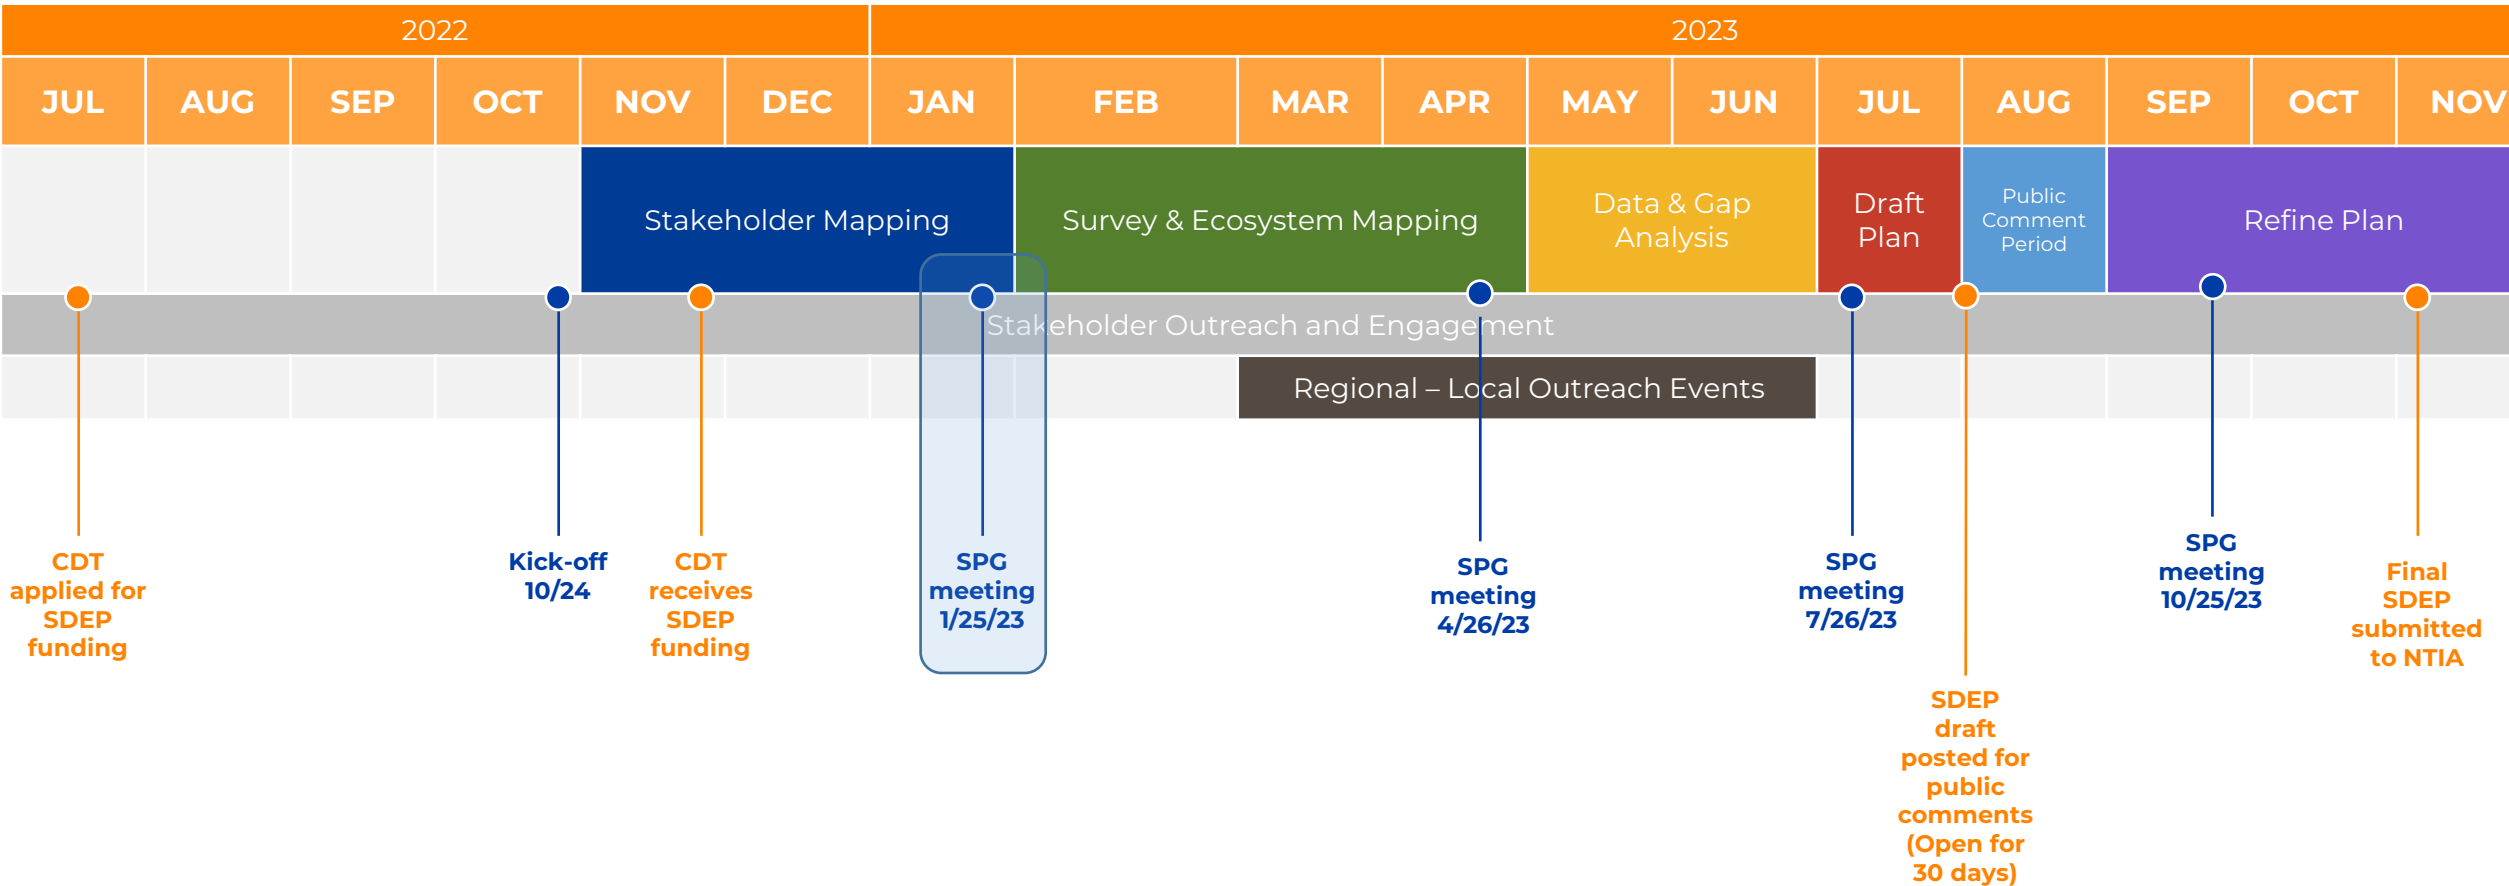 2022
2023
JUL
AUG
SEP
OCT
NOV
DEC
JAN
FEB
MAR
APR
MAY
JUN
JUL
AUG
SEP
OCT
NOV
Stakeholder Mapping
Survey & Ecosystem Mapping
Data & Gap
Analysis
Draft
Plan
Public
Comment
Period
Refine Plan
Stakeholder Outreach and Engagement
Regional – Local Outreach Events
CDT
applied for
SDEP
funding
Kick-off
10/24
CDT
receives
SDEP
funding
SPG
meeting
1/25/23
SPG
meeting
4/26/23
SPG
meeting
7/26/23
SDEP
draft
posted for
public
comments
(Open for
30 days)
SPG
meeting
10/25/23
Final
SDEP
submitted
to NTIA